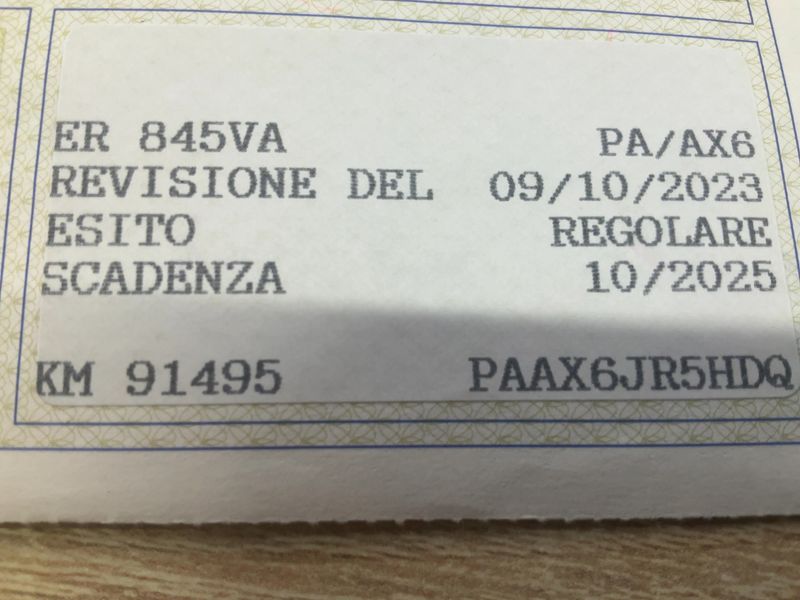 ER 845VA PA/AX6
REVISIONE DEL 09/10/2023
ESITO REGOLARE
SCADENZA 10/2025
KM 91495 PAAX6JR5HDQ